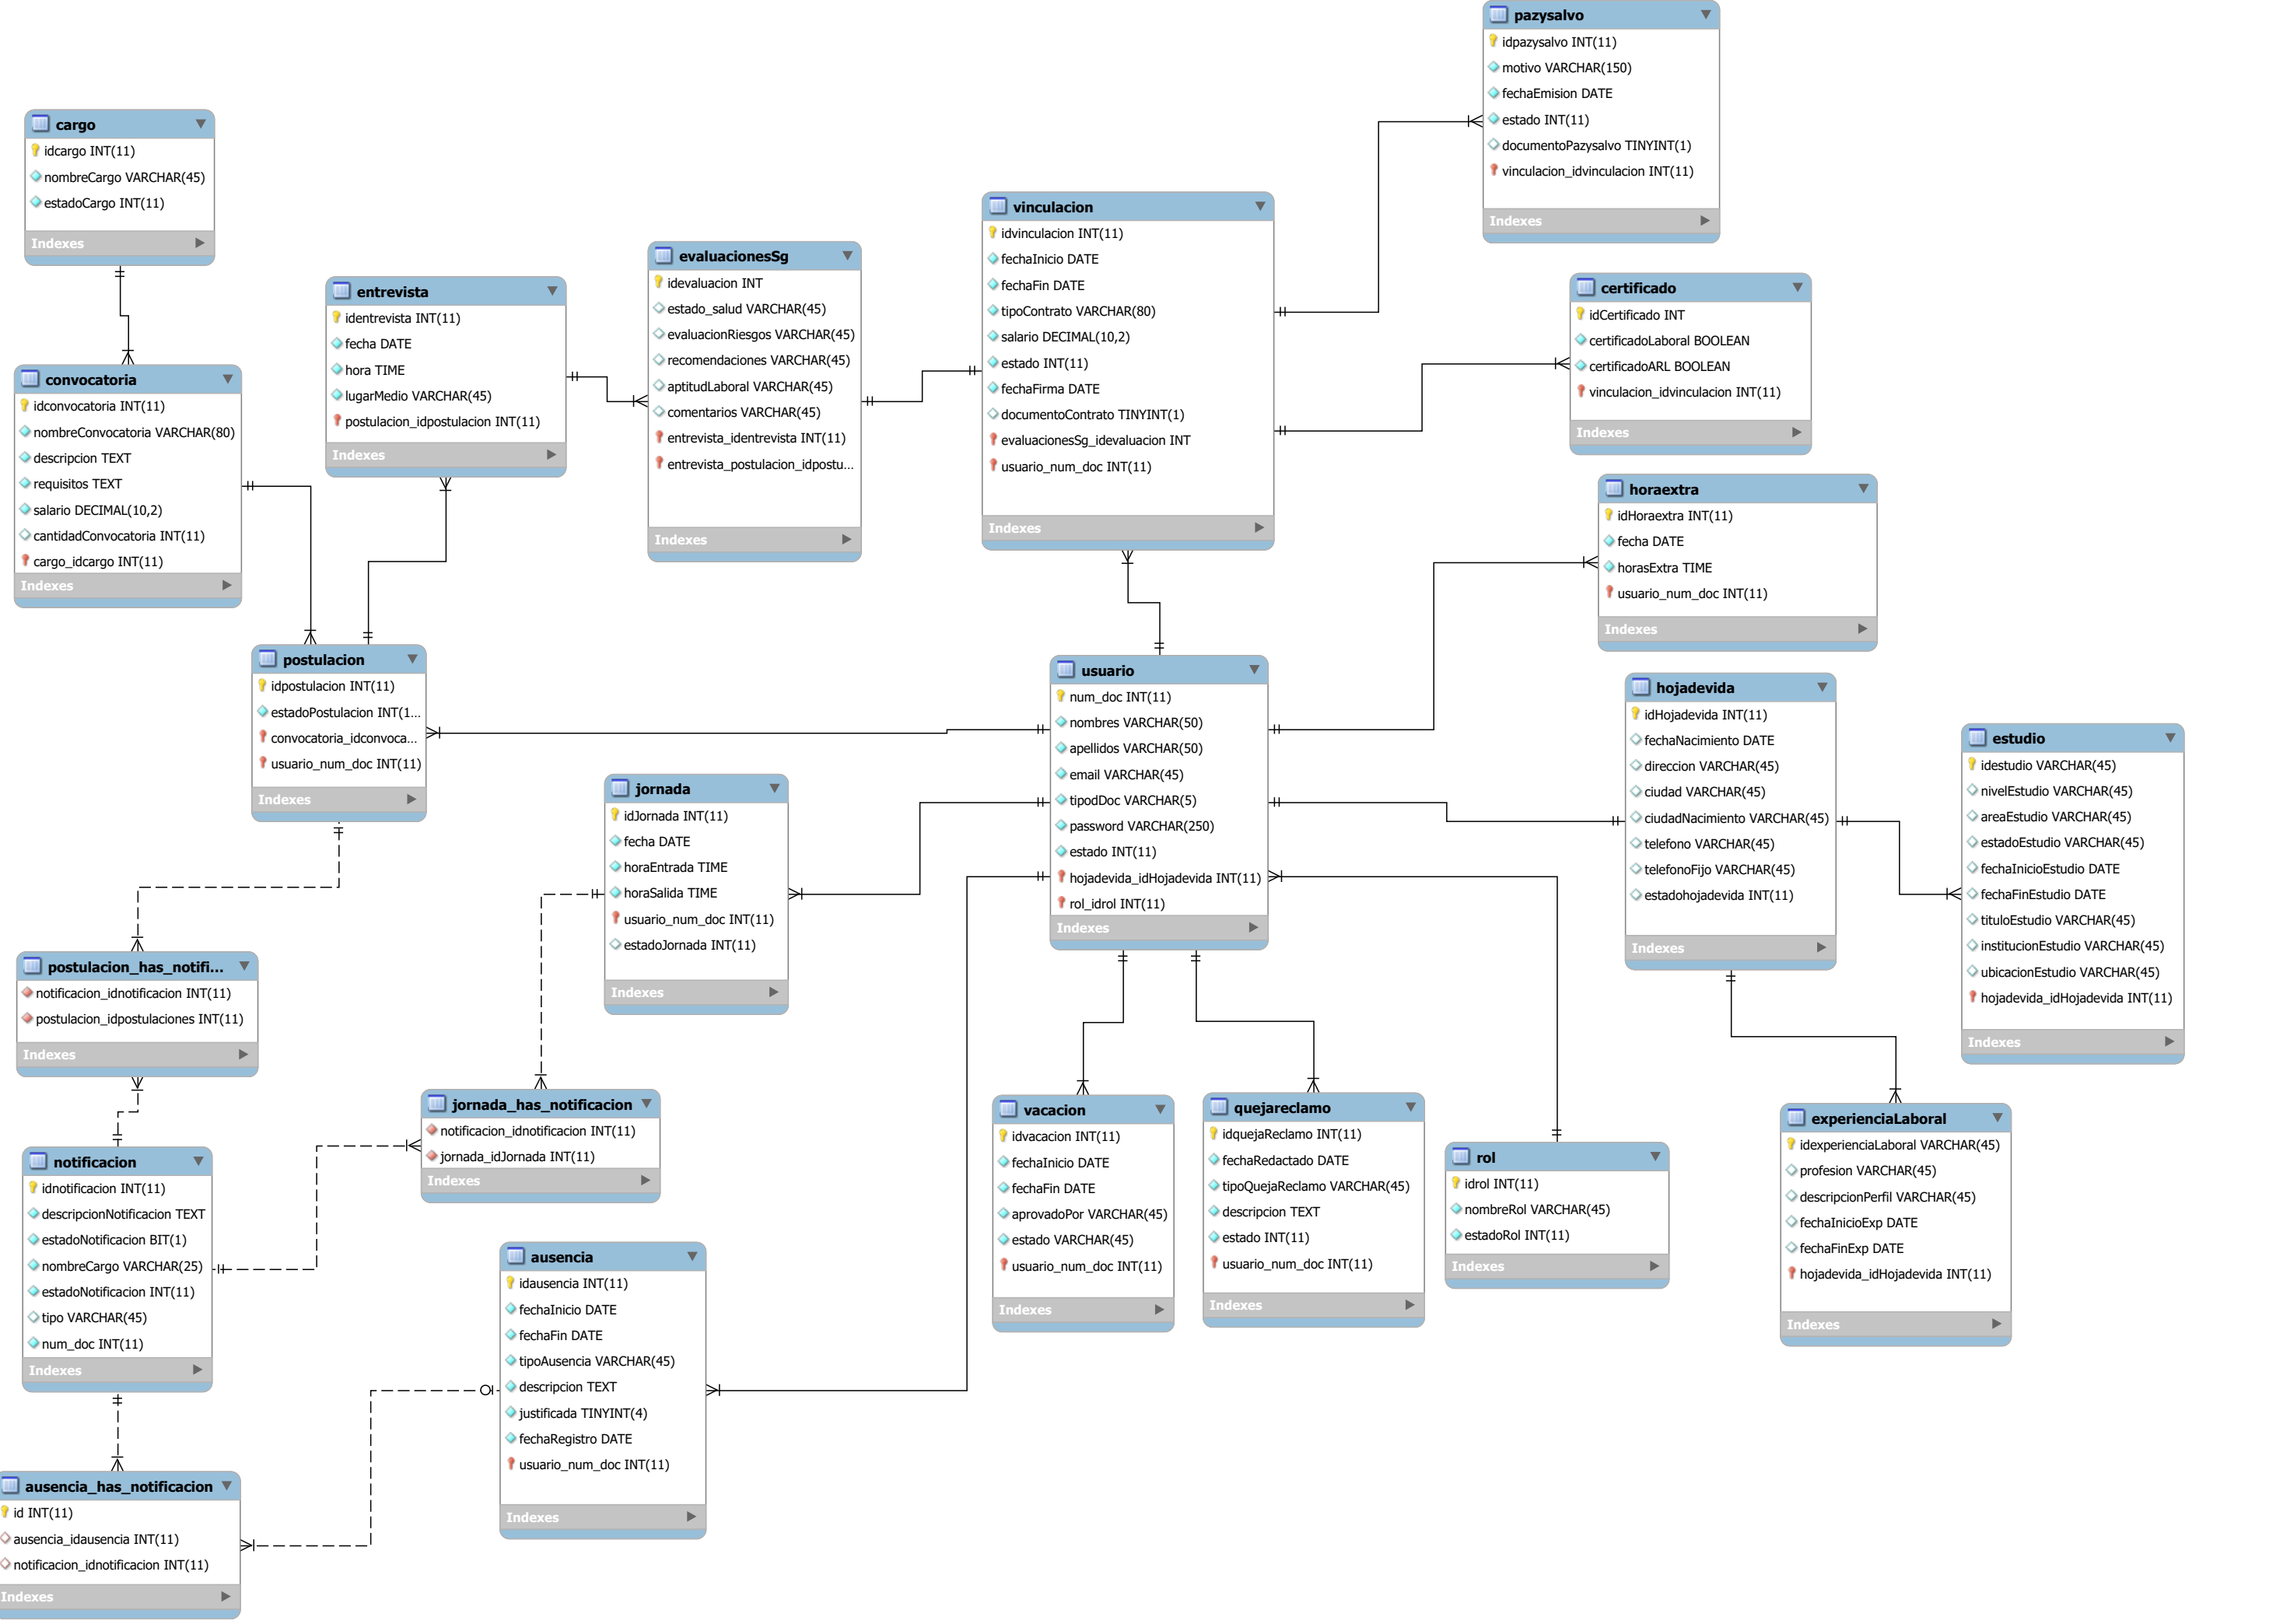 pazysalvo
idpazysalvo INT(11)
motivo VARCHAR(150)
fechaEmision DATE
estado INT(11)
documentoPazysalvo TINYINT(1)
vinculacion_idvinculacion INT(11)
Indexes
cargo
idcargo INT(11)
nombreCargo VARCHAR(45)
estadoCargo INT(11)
Indexes
vinculacion
idvinculacion INT(11)
fechaInicio DATE
fechaFin DATE
tipoContrato VARCHAR(80)
salario DECIMAL(10,2)
estado INT(11)
fechaFirma DATE
documentoContrato TINYINT(1)
evaluacionesSg_idevaluacion INT
usuario_num_doc INT(11)
Indexes
evaluacionesSg
idevaluacion INT
estado_salud VARCHAR(45)
evaluacionRiesgos VARCHAR(45)
recomendaciones VARCHAR(45)
aptitudLaboral VARCHAR(45)
comentarios VARCHAR(45)
entrevista_identrevista INT(11)
entrevista_postulacion_idpostu...
Indexes
entrevista
identrevista INT(11)
fecha DATE
hora TIME
lugarMedio VARCHAR(45)
postulacion_idpostulacion INT(11)
Indexes
certificado
idCertificado INT
certificadoLaboral BOOLEAN
certificadoARL BOOLEAN
vinculacion_idvinculacion INT(11)
Indexes
convocatoria
idconvocatoria INT(11)
nombreConvocatoria VARCHAR(80)
descripcion TEXT
requisitos TEXT
salario DECIMAL(10,2)
cantidadConvocatoria INT(11)
cargo_idcargo INT(11)
Indexes
horaextra
idHoraextra INT(11)
fecha DATE
horasExtra TIME
usuario_num_doc INT(11)
Indexes
postulacion
idpostulacion INT(11)
estadoPostulacion INT(1...
convocatoria_idconvoca...
usuario_num_doc INT(11)
Indexes
usuario
num_doc INT(11)
nombres VARCHAR(50)
apellidos VARCHAR(50)
email VARCHAR(45)
tipodDoc VARCHAR(5)
password VARCHAR(250)
estado INT(11)
hojadevida_idHojadevida INT(11)
rol_idrol INT(11)
Indexes
hojadevida
idHojadevida INT(11)
fechaNacimiento DATE
direccion VARCHAR(45)
ciudad VARCHAR(45)
ciudadNacimiento VARCHAR(45)
telefono VARCHAR(45)
telefonoFijo VARCHAR(45)
estadohojadevida INT(11)
Indexes
estudio
idestudio VARCHAR(45)
nivelEstudio VARCHAR(45)
areaEstudio VARCHAR(45)
estadoEstudio VARCHAR(45)
fechaInicioEstudio DATE
fechaFinEstudio DATE
tituloEstudio VARCHAR(45)
institucionEstudio VARCHAR(45)
ubicacionEstudio VARCHAR(45)
hojadevida_idHojadevida INT(11)
Indexes
jornada
idJornada INT(11)
fecha DATE
horaEntrada TIME
horaSalida TIME
usuario_num_doc INT(11)
estadoJornada INT(11)
Indexes
postulacion_has_notifi...
notificacion_idnotificacion INT(11)
postulacion_idpostulaciones INT(11)
Indexes
jornada_has_notificacion
notificacion_idnotificacion INT(11)
jornada_idJornada INT(11)
Indexes
vacacion
idvacacion INT(11)
fechaInicio DATE
fechaFin DATE
aprovadoPor VARCHAR(45)
estado VARCHAR(45)
usuario_num_doc INT(11)
Indexes
quejareclamo
idquejaReclamo INT(11)
fechaRedactado DATE
tipoQuejaReclamo VARCHAR(45)
descripcion TEXT
estado INT(11)
usuario_num_doc INT(11)
Indexes
rol
idrol INT(11)
nombreRol VARCHAR(45)
estadoRol INT(11)
Indexes
experienciaLaboral
idexperienciaLaboral VARCHAR(45)
profesion VARCHAR(45)
descripcionPerfil VARCHAR(45)
fechaInicioExp DATE
fechaFinExp DATE
hojadevida_idHojadevida INT(11)
Indexes
notificacion
idnotificacion INT(11)
descripcionNotificacion TEXT
estadoNotificacion BIT(1)
nombreCargo VARCHAR(25)
estadoNotificacion INT(11)
tipo VARCHAR(45)
num_doc INT(11)
Indexes
ausencia
idausencia INT(11)
fechaInicio DATE
fechaFin DATE
tipoAusencia VARCHAR(45)
descripcion TEXT
justificada TINYINT(4)
fechaRegistro DATE
usuario_num_doc INT(11)
Indexes
ausencia_has_notificacion
id INT(11)
ausencia_idausencia INT(11)
notificacion_idnotificacion INT(11)
Indexes